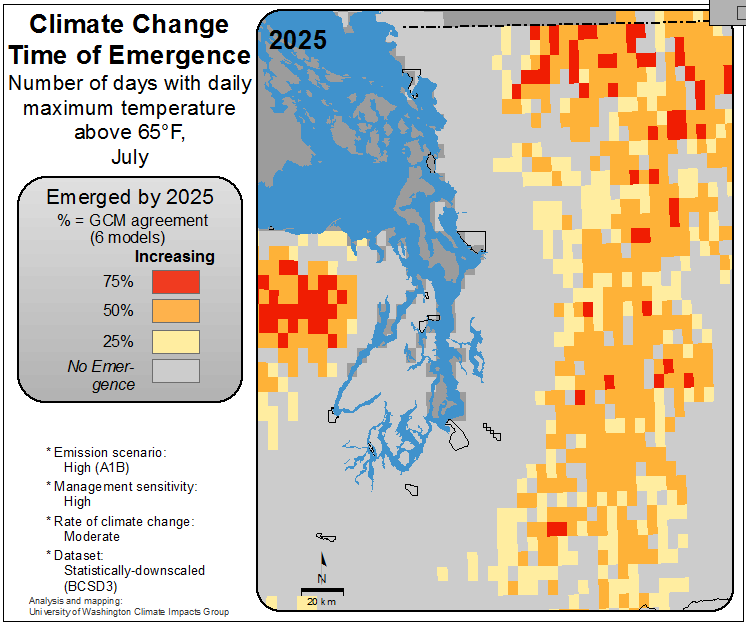 Climate Change
Time of Emergence
Number of days with daily
maximum temperature
above 65°F,
July
2025
Emerged by 2025
% = GCM agreement
(6 models)
Increasing
75%
50%
25%
No Emer-
gence
* Emission scenario:
High (A1B)
* Management sensitivity:
High
* Rate of climate change:
Moderate
* Dataset:
Statistically-downscaled
(BCSD3)
Analysis and mapping:
University of Washington Climate Impacts Group
N
20 km